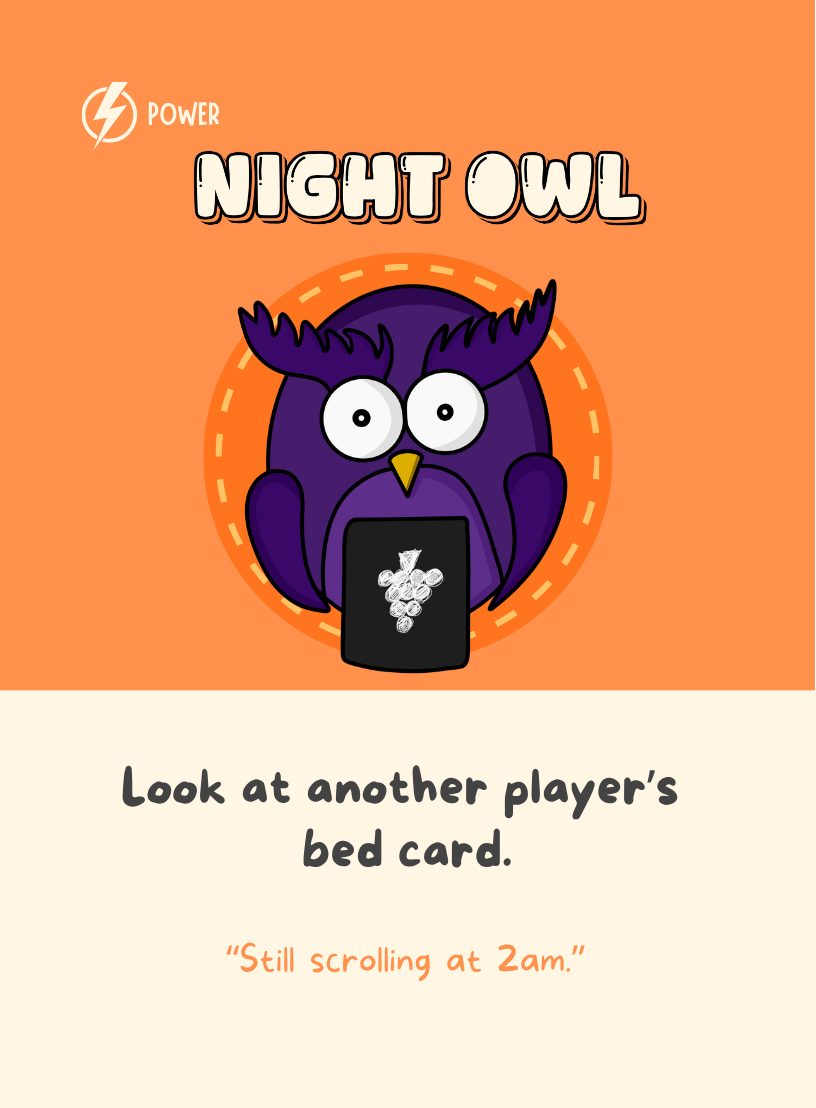 POWER
NIGHT OWL
Look at another player's
bed card.
“Still scrolling at 2am.”